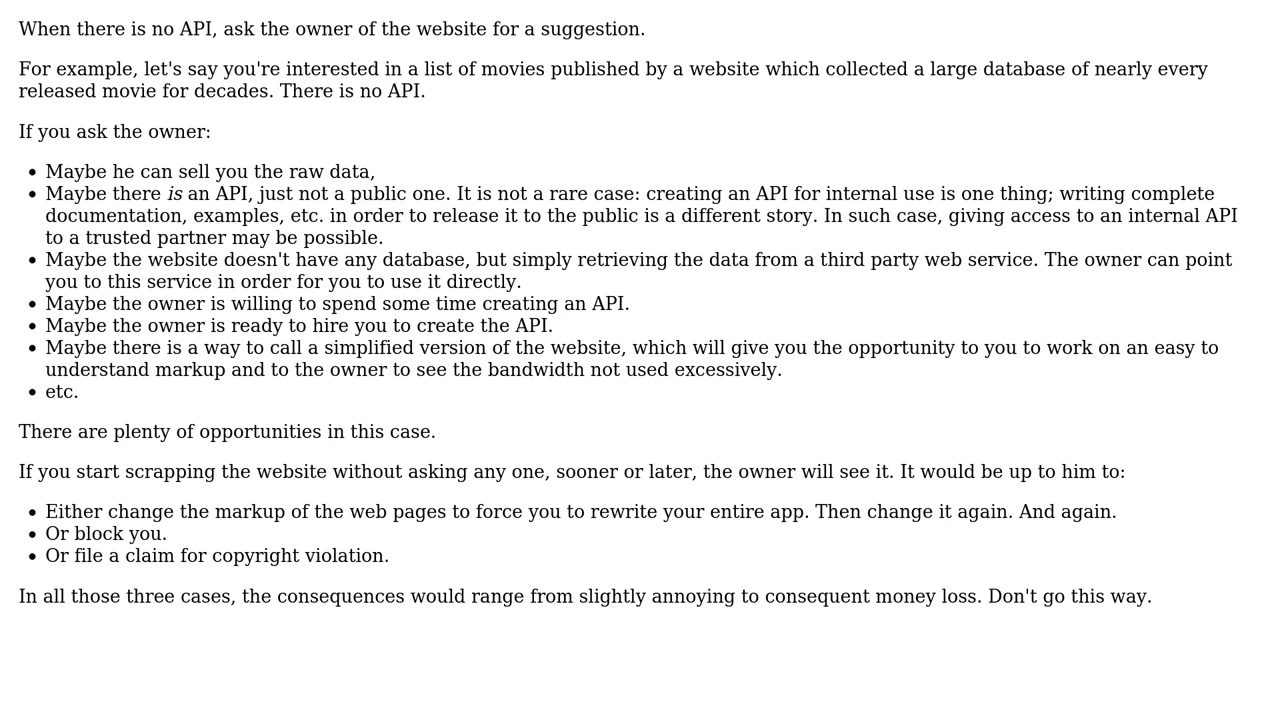 When there is no API, ask the owner of the website for a suggestion.
For example, let's say you're interested in a list of movies published by a website which collected a large database of nearly every
released movie for decades. There is no API.
If you ask the owner:
• Maybe he can sell you the raw data,
• Maybe there is an API, just not a public one. It is not a rare case: creating an API for internal use is one thing; writing complete
documentation, examples, etc. in order to release it to the public is a different story. In such case, giving access to an internal API
to a trusted partner may be possible.
• Maybe the website doesn't have any database, but simply retrieving the data from a third party web service. The owner can point
you to this service in order for you to use it directly.
• Maybe the owner is willing to spend some time creating an API.
• Maybe the owner is ready to hire you to create the API.
• Maybe there is a way to call a simplified version of the website, which will give you the opportunity to you to work on an easy to
understand markup and to the owner to see the bandwidth not used excessively.
• etc.
There are plenty of opportunities in this case.
If you start scrapping the website without asking any one, sooner or later, the owner will see it. It would be up to him to:
• Either change the markup of the web pages to force you to rewrite your entire app. Then change it again. And again.
• Or block you.
• Or file a claim for copyright violation.
In all those three cases, the consequences would range from slightly annoying to consequent money loss. Don't go this way.